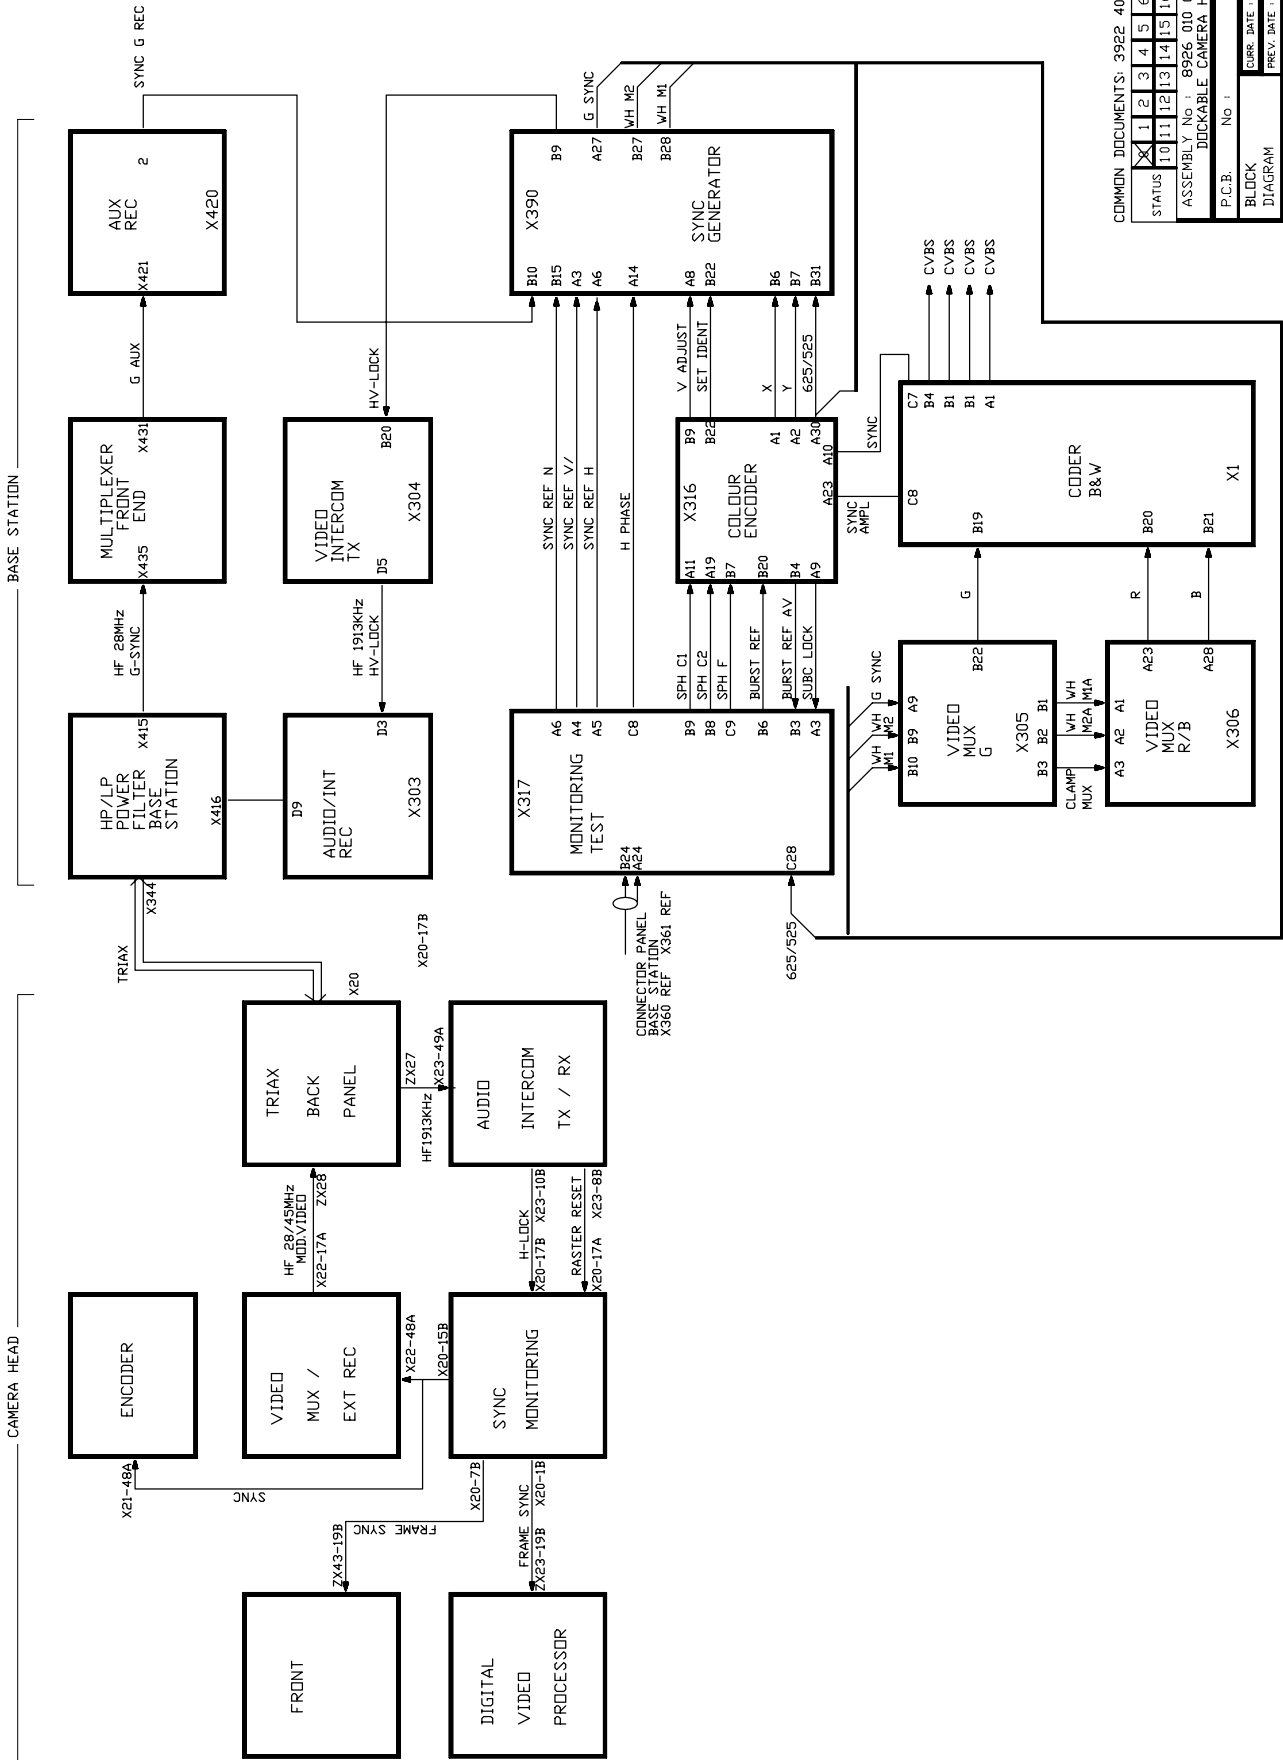 CAMERA HEAD
BASE STATION
ENCODER
X21-48A
SYNC
VIDEO
MUX /
EXT REC
X22-48A
X20-15B
HF 28/45MHz
MOD.VIDEO
X22-17A
ZX28
TRIAX
BACK
PANEL
X20
TRIAX
X344
ZX27
X23-49A
HF1913KHz
AUDIO
INTERCOM
TX / RX
H-LOCK
X20-17B
X23-10B
RASTER RESET
X20-17A
X23-8B
SYNC
MONITORING
X20-7B
FRAME SYNC
ZX43-19B
FRONT
FRAME SYNC
ZX23-19B
X20-1B
DIGITAL
VIDEO
PROCESSOR
X20-17B
HP/LP
POWER
FILTER
BASE
STATION
X415
X416
HF 28MHz
G-SYNC
MULTIPLEXER
FRONT
END
X435
X431
G AUX
AUX
REC
X421
2
X420
SYNC G REC
D9
AUDIO/INT
REC
D3
X303
HF 1913KHz
HV-LOCK
VIDEO
INTERCOM
TX
D5
B20
X304
HV-LOCK
X317
MONITORING
TEST
B24
A24
C28
A6
A4
A5
C8
B9
B8
C9
B6
B3
A3
CONNECTOR PANEL
BASE STATION
X360 REF X361 REF
625/525
SYNC REF N
SYNC REF V/
SYNC REF H
H PHASE
SPH C1
SPH C2
SPH F
BURST REF
BURST REF AV
SUBC LOCK
X316
COLOUR
ENCODER
A11
A19
B7
B20
B4
A9
B9
B22
A1
A2
A30
A10
A23
V ADJUST
SET IDENT
X
Y
625/525
X390
SYNC
GENERATOR
B10
B15
A3
A6
A14
A8
B22
B6
B7
B31
B9
A27
B27
B28
G SYNC
WH M2
WH M1
SYNC
AMPL
SYNC
C8
C7
B4
B1
B1
A1
CVBS
CVBS
CVBS
CVBS
CODER
B&W
X1
B19
B20
B21
G
R
B
WH
M1
WH
M2
G SYNC
B10
B9
A9
VIDEO
MUX
G
B22
X305
B3
B2
B1
CLAMP
MUX
WH
M2A
WH
M1A
A3
A2
A1
VIDEO
MUX
R/B
A23
A28
X306
COMMON DOCUMENTS: 3922 40
STATUS
1 2 3 4 5
10 11 12 13 14 15
ASSEMBLY No : 8926 010
DOCKABLE CAMERA
P.C.B. No :
BLOCK
DIAGRAM
CURR. DATE :
PREV. DATE :